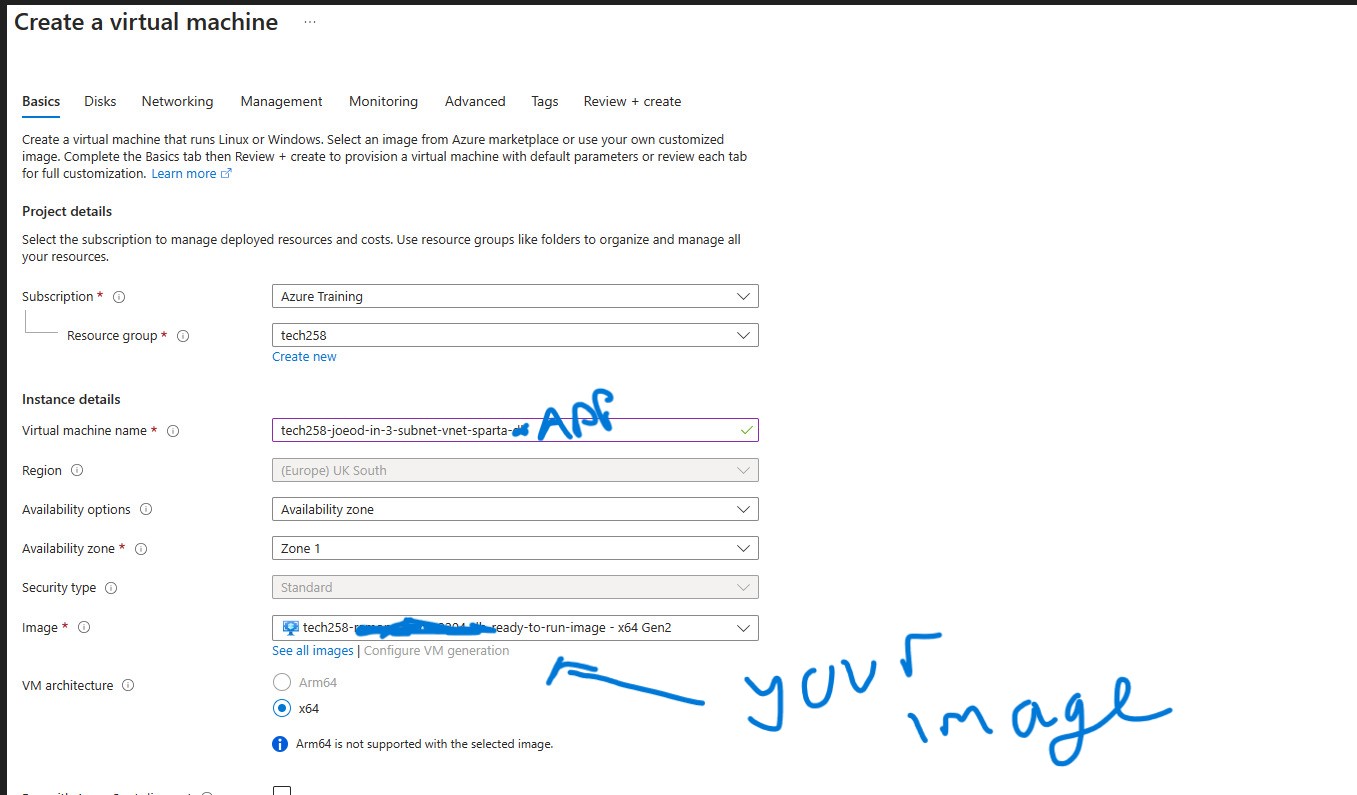 Create a virtual machine ...
Basics Disks Networking Management Monitoring Advanced Tags Review + create
Create a virtual machine that runs Linux or Windows. Select an image from Azure marketplace or use your own customized
image. Complete the Basics tab then Review + create to provision a virtual machine with default parameters or review each tab
for full customization. Learn more
Project details
Select the subscription to manage deployed resources and costs. Use resource groups like folders to organize and manage all
your resources.
Subscription * Azure Training
Resource group * tech258
Create new
Instance details
Virtual machine name * tech258-joeod-in-3-subnet-vnet-sparta- APP
Region (Europe) UK South
Availability options Availability zone
Availability zone * Zone 1
Security type Standard
Image * tech258- -ready-to-run-image - x64 Gen2
See all images | Configure VM generation
your
image
VM architecture Arm64
x64
Arm64 is not supported with the selected image.